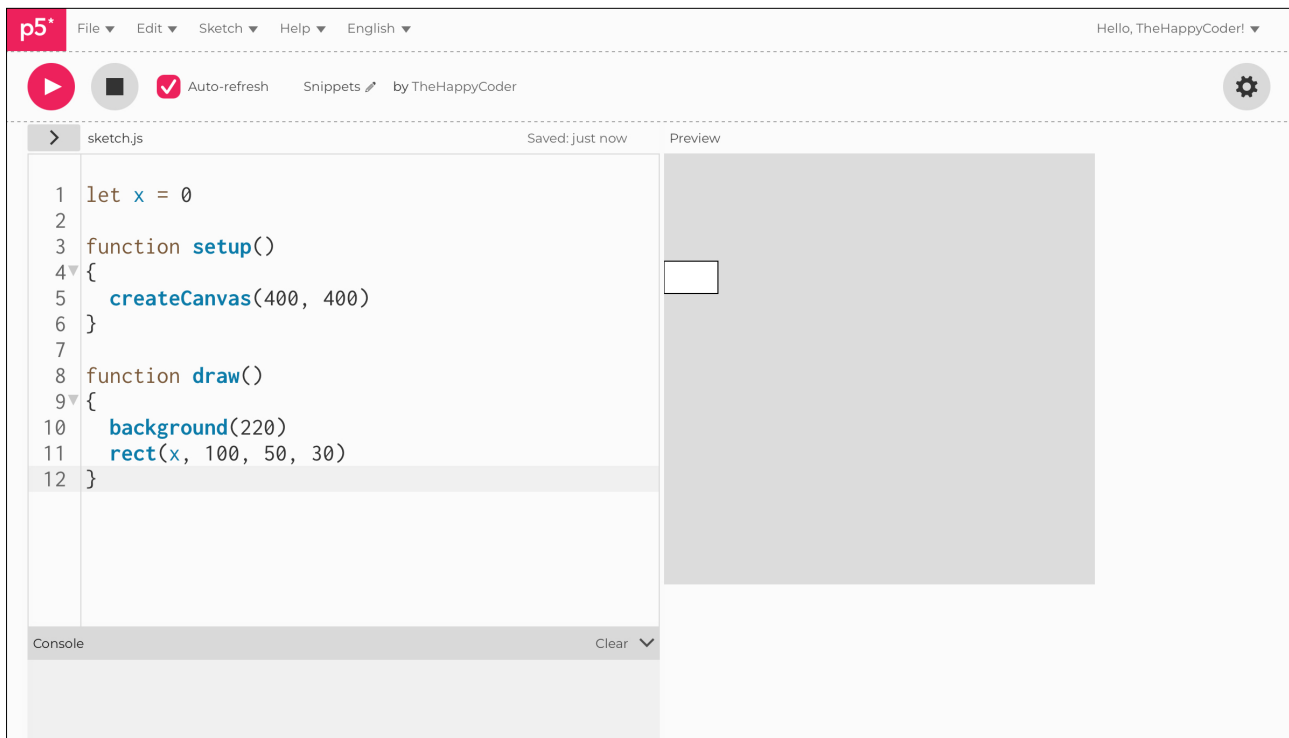 p5* File Edit Sketch Help English Hello, TheHappyCoder!
Auto-refresh Snippets by TheHappyCoder
sketch.js Saved: just now Preview
1 let x = 0
2
3 function setup()
4 {
5   createCanvas(400, 400)
6 }
7
8 function draw()
9 {
10   background(220)
11   rect(x, 100, 50, 30)
12 }
Console Clear